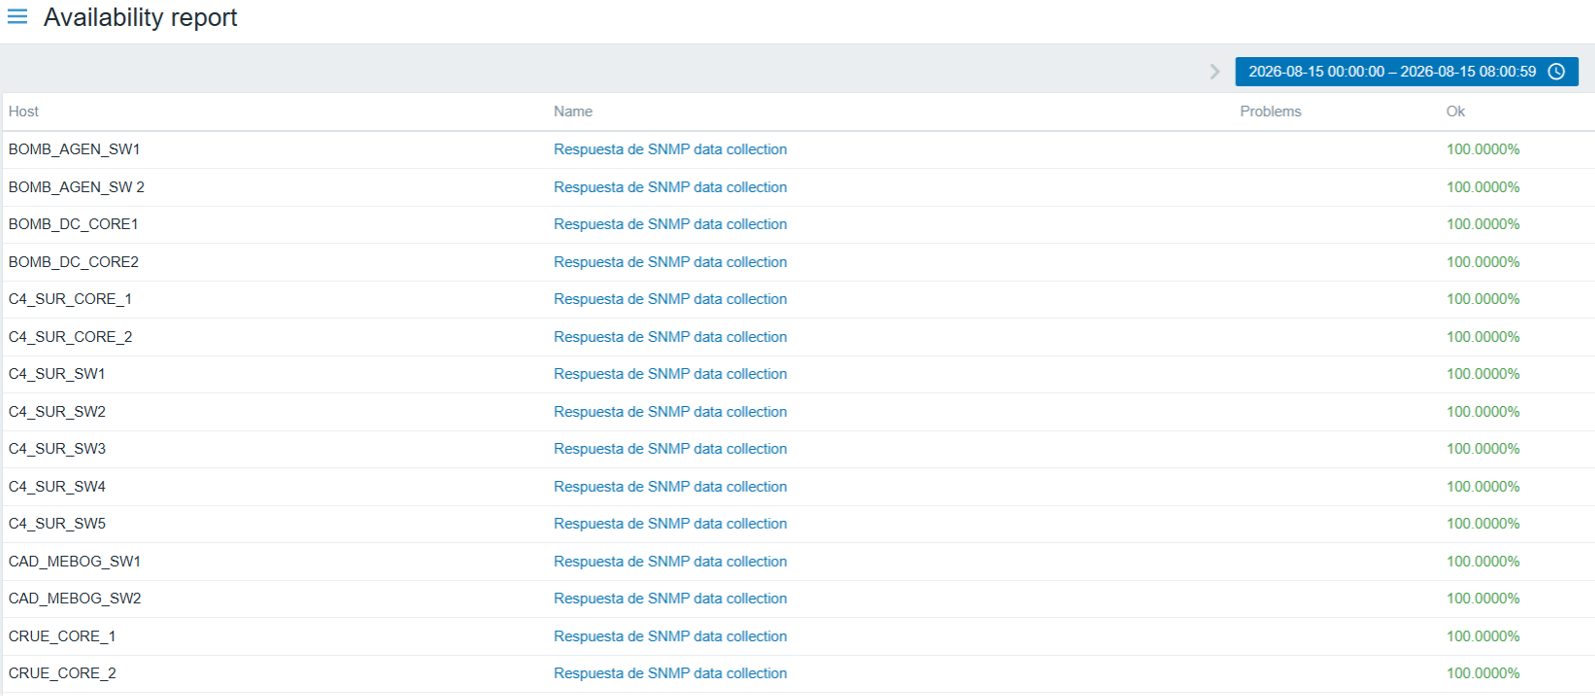 Availability report
2026-08-15 00:00:00 – 2026-08-15 08:00:59
Host Name Problems Ok
BOMB_AGEN_SW1 Respuesta de SNMP data collection 100.0000%
BOMB_AGEN_SW 2 Respuesta de SNMP data collection 100.0000%
BOMB_DC_CORE1 Respuesta de SNMP data collection 100.0000%
BOMB_DC_CORE2 Respuesta de SNMP data collection 100.0000%
C4_SUR_CORE_1 Respuesta de SNMP data collection 100.0000%
C4_SUR_CORE_2 Respuesta de SNMP data collection 100.0000%
C4_SUR_SW1 Respuesta de SNMP data collection 100.0000%
C4_SUR_SW2 Respuesta de SNMP data collection 100.0000%
C4_SUR_SW3 Respuesta de SNMP data collection 100.0000%
C4_SUR_SW4 Respuesta de SNMP data collection 100.0000%
C4_SUR_SW5 Respuesta de SNMP data collection 100.0000%
CAD_MEBOG_SW1 Respuesta de SNMP data collection 100.0000%
CAD_MEBOG_SW2 Respuesta de SNMP data collection 100.0000%
CRUE_CORE_1 Respuesta de SNMP data collection 100.0000%
CRUE_CORE_2 Respuesta de SNMP data collection 100.0000%